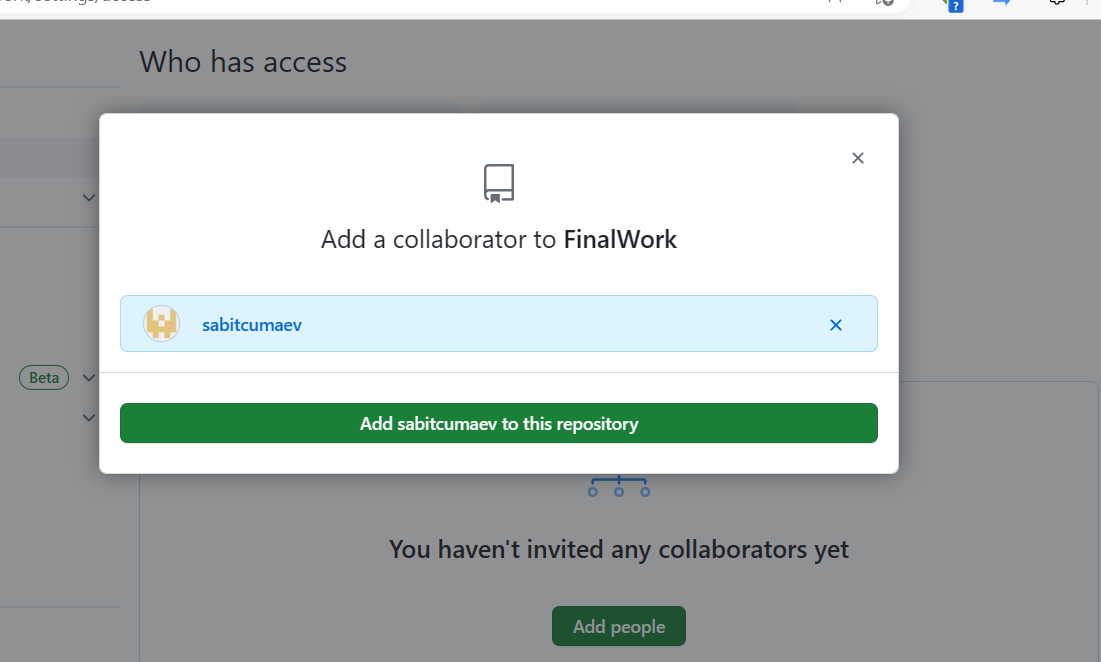 Who has access
Add a collaborator to FinalWork
sabitcumaev
Beta
Add sabitcumaev to this repository
You haven't invited any collaborators yet
Add people